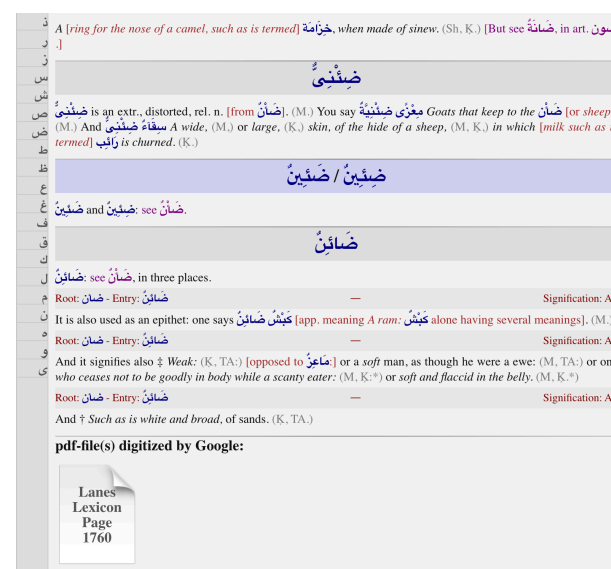 ذ
ر
ز
س
ش
ص
ض
ط
ظ
ع
غ
ف
ق
ك
ل
م
ن
ه
و
ى
A [ring for the nose of a camel, such as is termed] خِزَامَة, when made of sinew. (Sh, Ḳ.) [But see ضَانَةٌ, in art. ضون
.]
ضِئْنِىٌّ
ضِئْنِىٌّ is an extr., distorted, rel. n. [from ضَأْنٌ]. (M.) You say مِعْزًى ضِئْنِيَّةٌ Goats that keep to the ضَأْن [or sheep
(M.) And سِقَآءٌ ضِئْنِىٌّ A wide, (M,) or large, (Ḳ,) skin, of the hide of a sheep, (M, Ḳ,) in which [milk such as i
termed] رَائِب is churned. (Ḳ.)
ضِئِينٌ / ضَئِينٌ
ضَئِينٌ and ضِئِينٌ: see ضَأْنٌ.
ضَائِنٌ
ضَائِنٌ: see ضَأْنٌ, in three places.
Root: ضان - Entry: ضَائِنٌ — Signification: A
It is also used as an epithet: one says كَبْشٌ ضَائِنٌ [app. meaning A ram: كَبْشٌ alone having several meanings]. (M.)
Root: ضان - Entry: ضَائِنٌ — Signification: A
And it signifies also ‡ Weak: (Ḳ, TA:) [opposed to مَاعِزٌ:] or a soft man, as though he were a ewe: (M, TA:) or on
who ceases not to be goodly in body while a scanty eater: (M, Ḳ:*) or soft and flaccid in the belly. (M, Ḳ.*)
Root: ضان - Entry: ضَائِنٌ — Signification: A
And † Such as is white and broad, of sands. (Ḳ, TA.)
pdf-file(s) digitized by Google:
Lanes
Lexicon
Page
1760